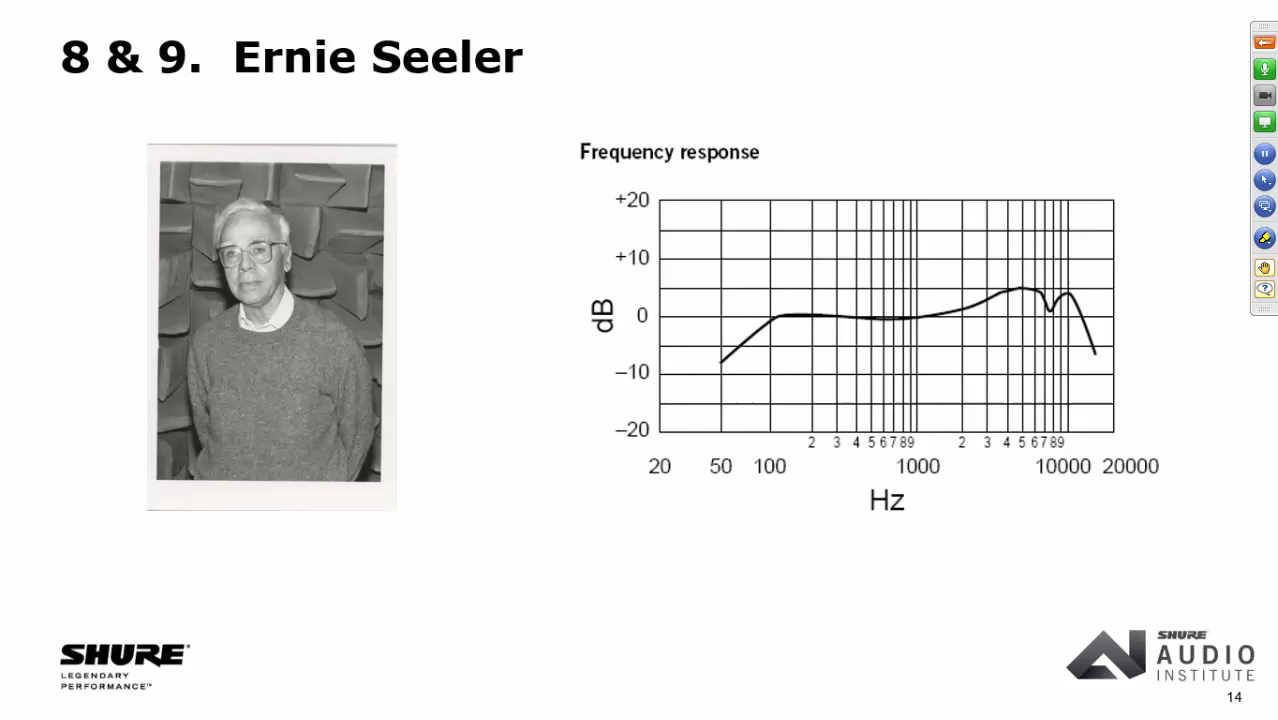 8 & 9.  Ernie Seeler
Frequency response
+20
+10
0
–10
–20
dB
2 3 4 5 6 7 8 9 2 3 4 5 6 7 8 9
20 50 100 1000 10000 20000
Hz
SHURE
LEGENDARY
PERFORMANCE™
SHURE
AUDIO
INSTITUTE
14